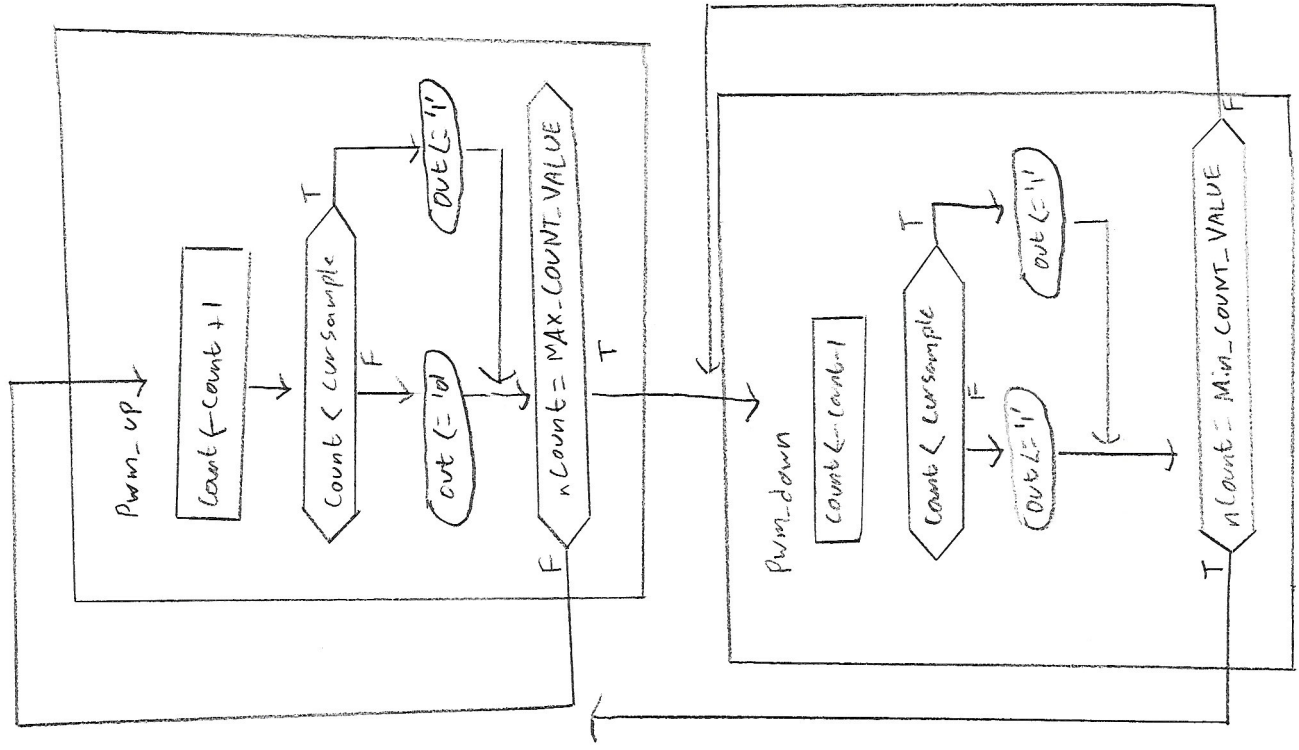 Pwm_up
Count ← Count +1
Count < cursample
T
F
out <= '0'
out <= '1'
nCount = MAX_COUNT_VALUE
F
T
Pwm_down
Count ← Count-1
Count < cursample
T
F
out <= '1'
out <= '1'
nCount = Min_COUNT_VALUE
T
F